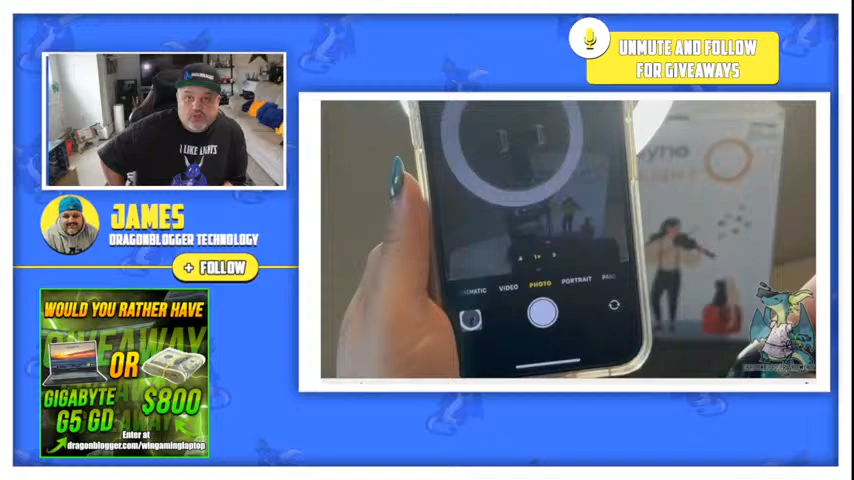 UNMUTE AND FOLLOW
FOR GIVEAWAYS
I LIKE LIGHTS
JAMES
DRAGONBLOGGER TECHNOLOGY
+ FOLLOW
WOULD YOU RATHER HAVE
GIVEAWAY
OR
GIGABYTE
G5 GD
$800
Enter at
dragonblogger.com/wingaminglaptop
VIDEO
PHOTO
PORTRAIT